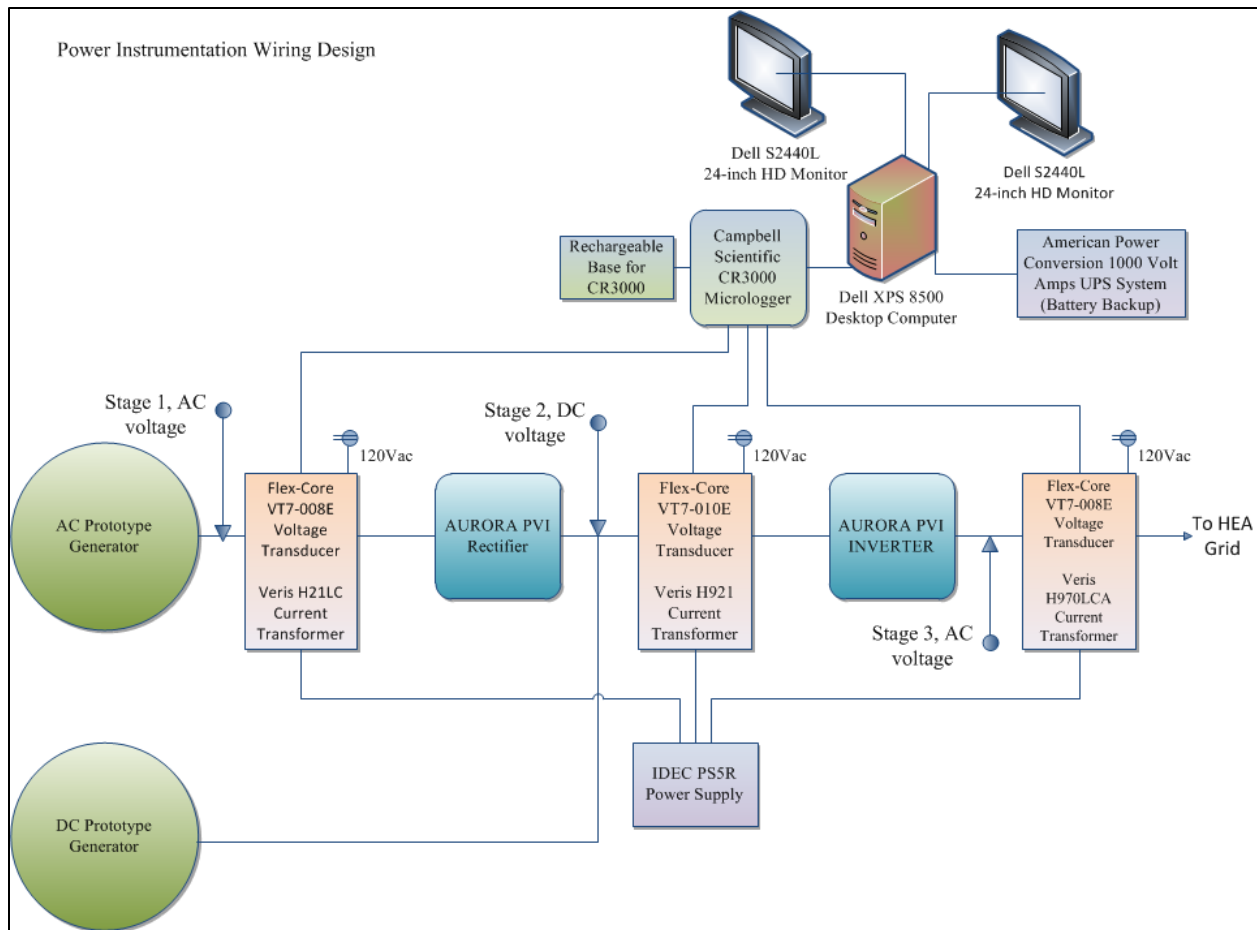 Power Instrumentation Wiring Design
Dell S2440L
24-inch HD Monitor
Dell S2440L
24-inch HD Monitor
Rechargeable
Base for
CR3000
Campbell
Scientific
CR3000
Micrologger
Dell XPS 8500
Desktop Computer
American Power
Conversion 1000 Volt
Amps UPS System
(Battery Backup)
Stage 1, AC
voltage
Stage 2, DC
voltage
120Vac
120Vac
120Vac
AC Prototype
Generator
Flex-Core
VT7-008E
Voltage
Transducer
Veris H21LC
Current
Transformer
AURORA PVI
Rectifier
Flex-Core
VT7-010E
Voltage
Transducer
Veris H921
Current
Transformer
AURORA PVI
INVERTER
Flex-Core
VT7-008E
Voltage
Transducer
Veris
H970LCA
Current
Transformer
To HEA
Grid
Stage 3, AC
voltage
IDEC PS5R
Power Supply
DC Prototype
Generator